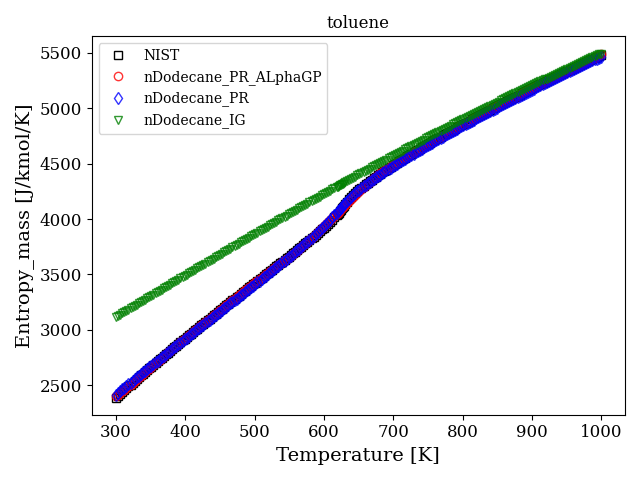 toluene
NIST
nDodecane_PR_ALphaGP
nDodecane_PR
nDodecane_IG
Entropy_mass [J/kmol/K]
5500
5000
4500
4000
3500
3000
2500
300 400 500 600 700 800 900 1000
Temperature [K]